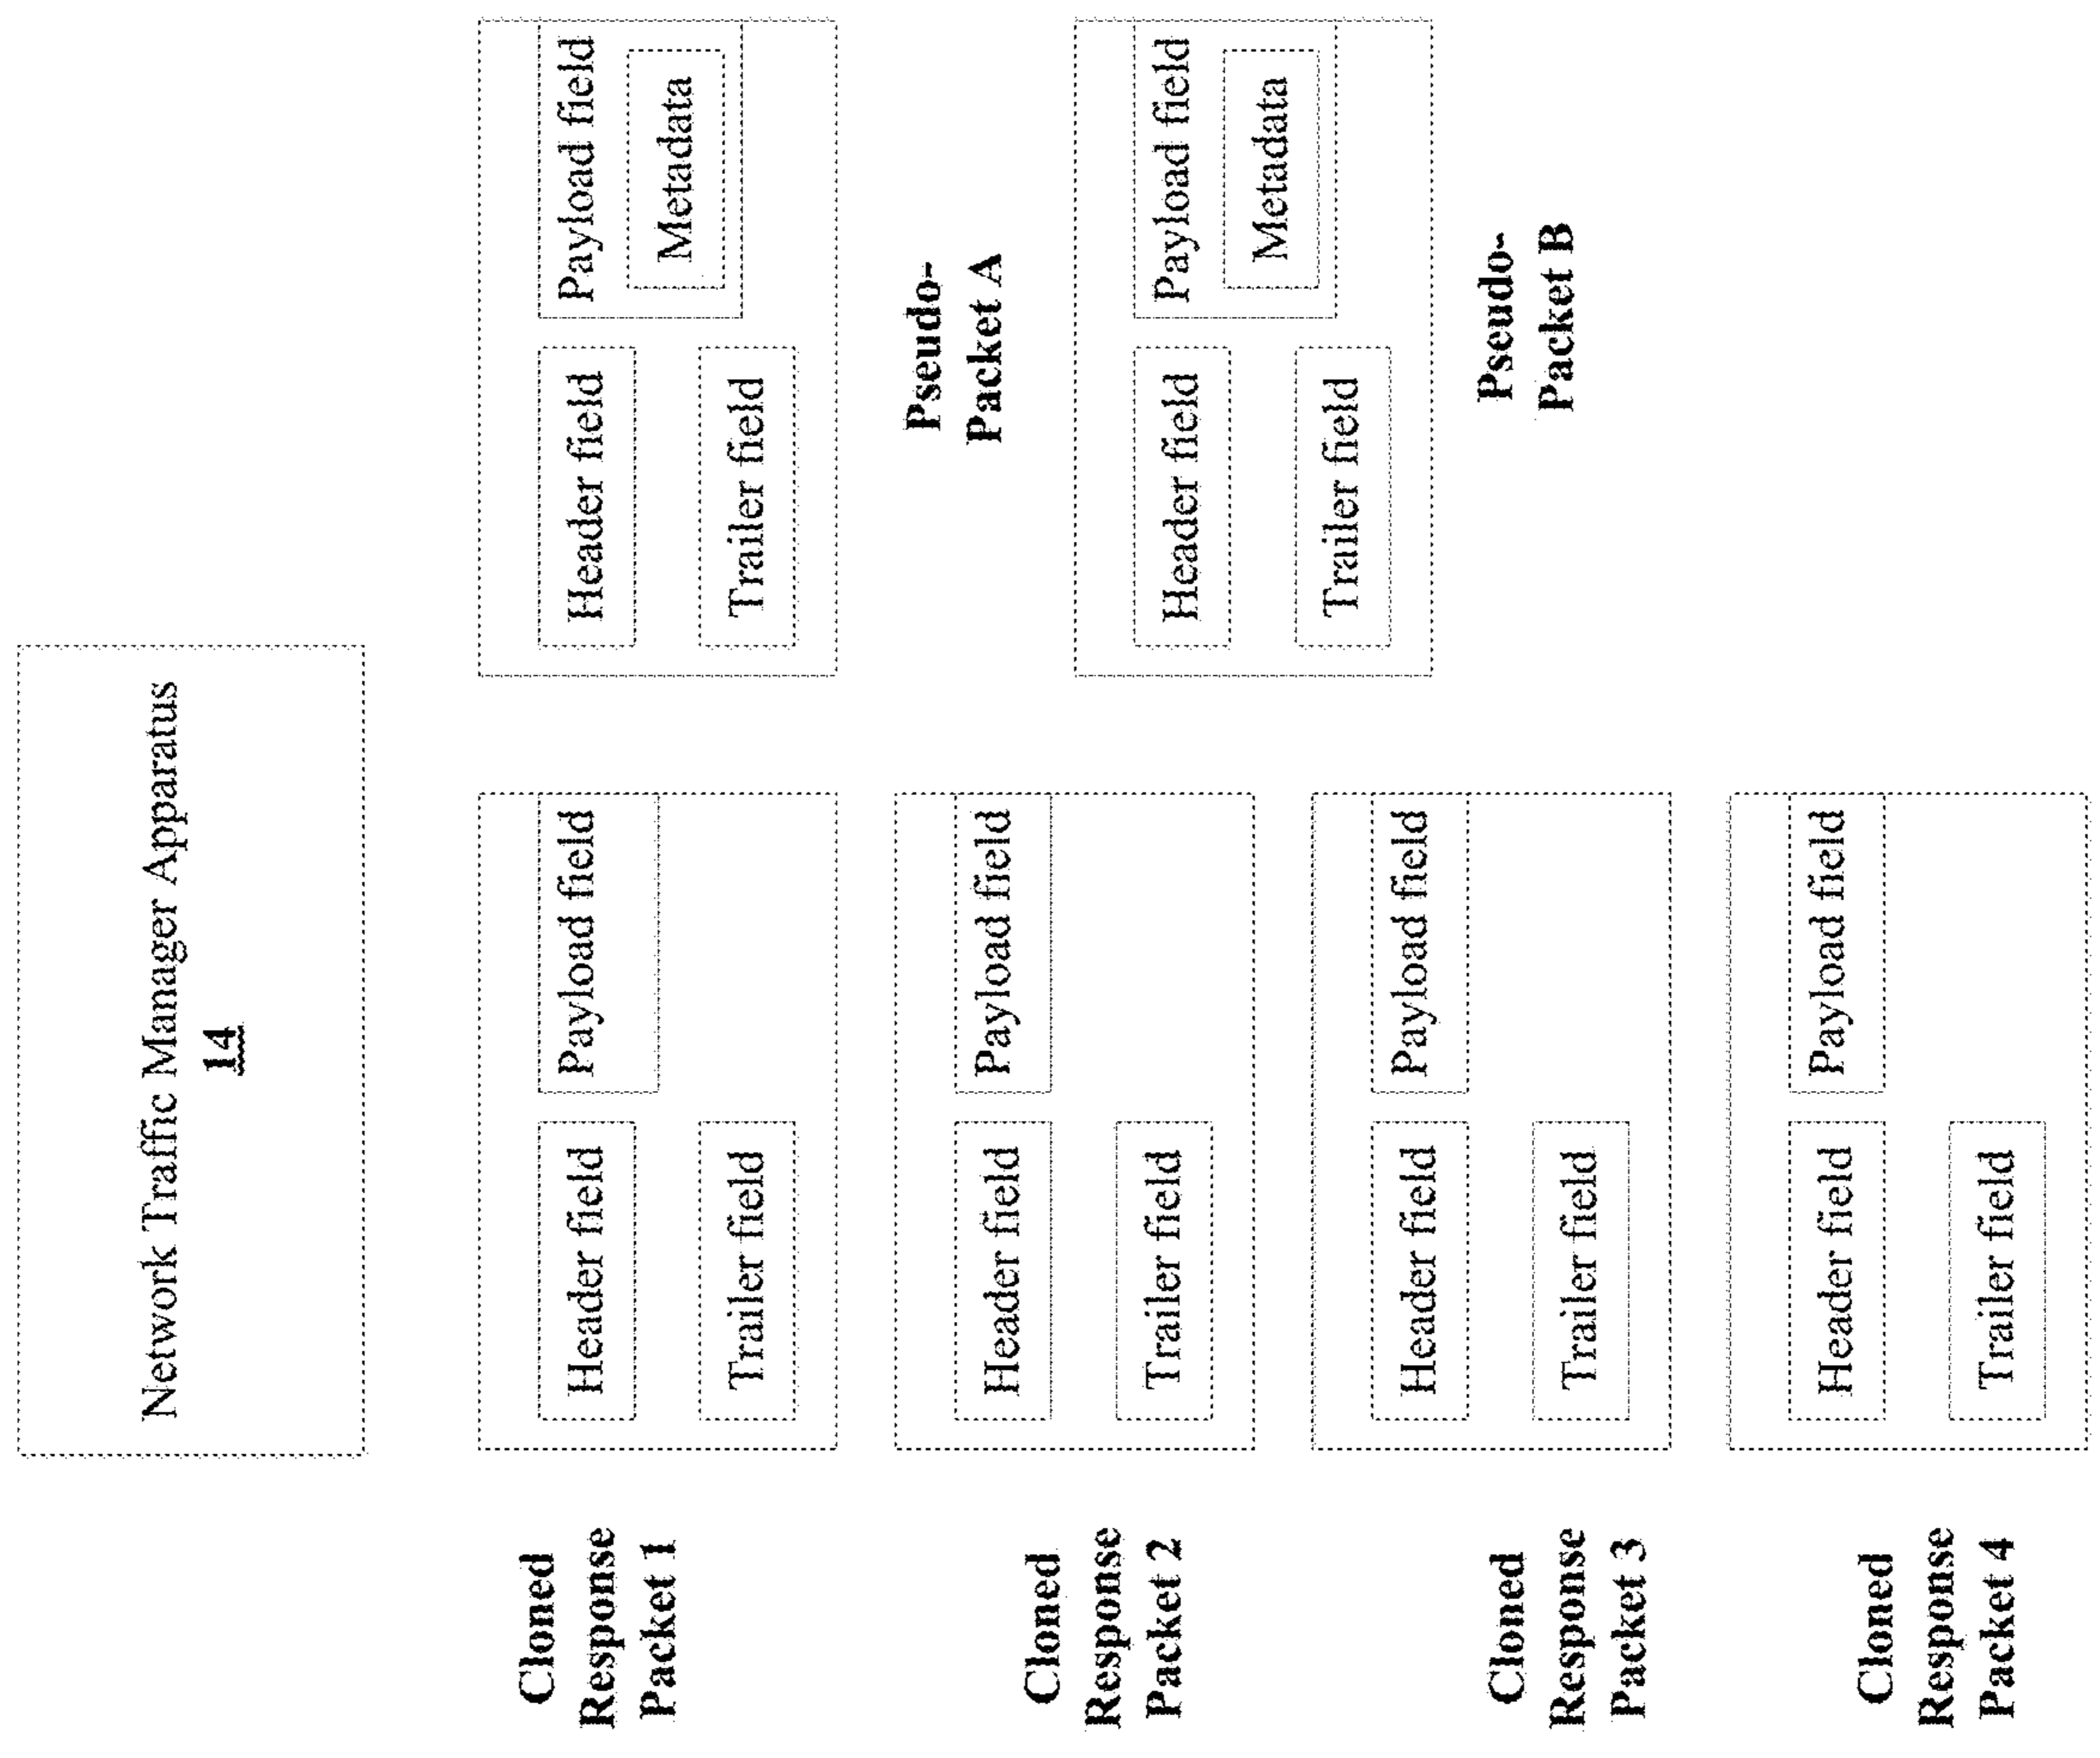 Network Traffic Manager Apparatus
14
Cloned
Response
Packet 1
Header field
Payload field
Trailer field
Header field
Payload field
Metadata
Trailer field
Pseudo-
Packet A
Cloned
Response
Packet 2
Header field
Payload field
Trailer field
Header field
Payload field
Metadata
Trailer field
Pseudo-
Packet B
Cloned
Response
Packet 3
Header field
Payload field
Trailer field
Cloned
Response
Packet 4
Header field
Payload field
Trailer field